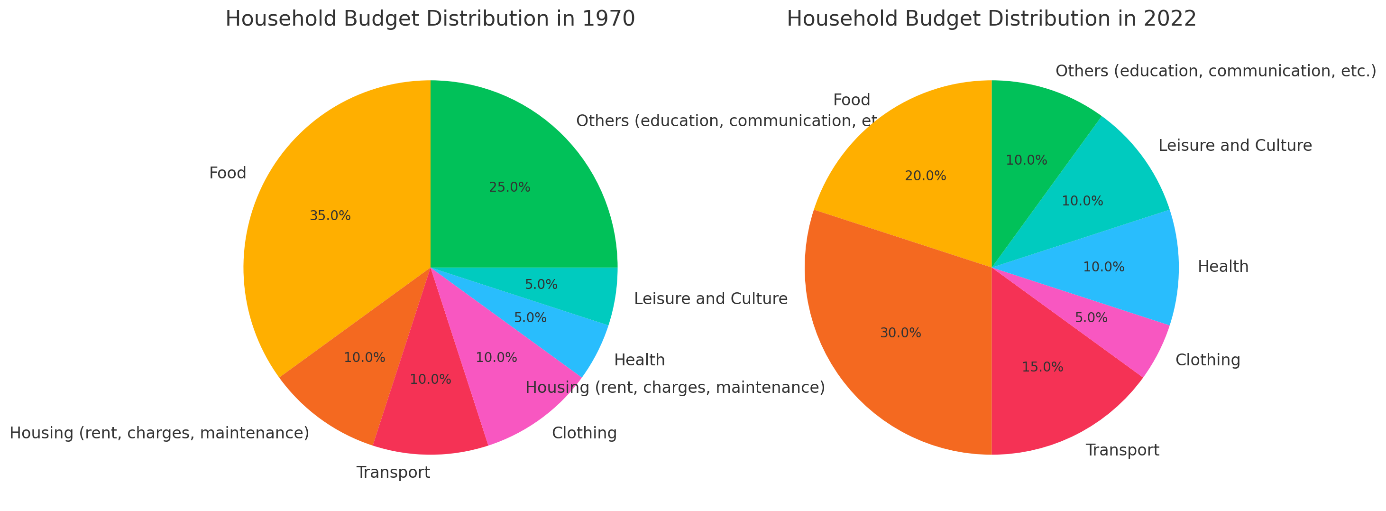 Household Budget Distribution in 1970
Food
Others (education, communication, et
35.0%
25.0%
5.0%
5.0%
10.0%
10.0%
10.0%
Leisure and Culture
Health
Housing (rent, charges, maintenance)
Clothing
Transport
Household Budget Distribution in 2022
Others (education, communication, etc.)
Food
Leisure and Culture
20.0%
10.0%
10.0%
10.0%
Health
5.0%
30.0%
15.0%
Clothing
Housing (rent, charges, maintenance)
Transport